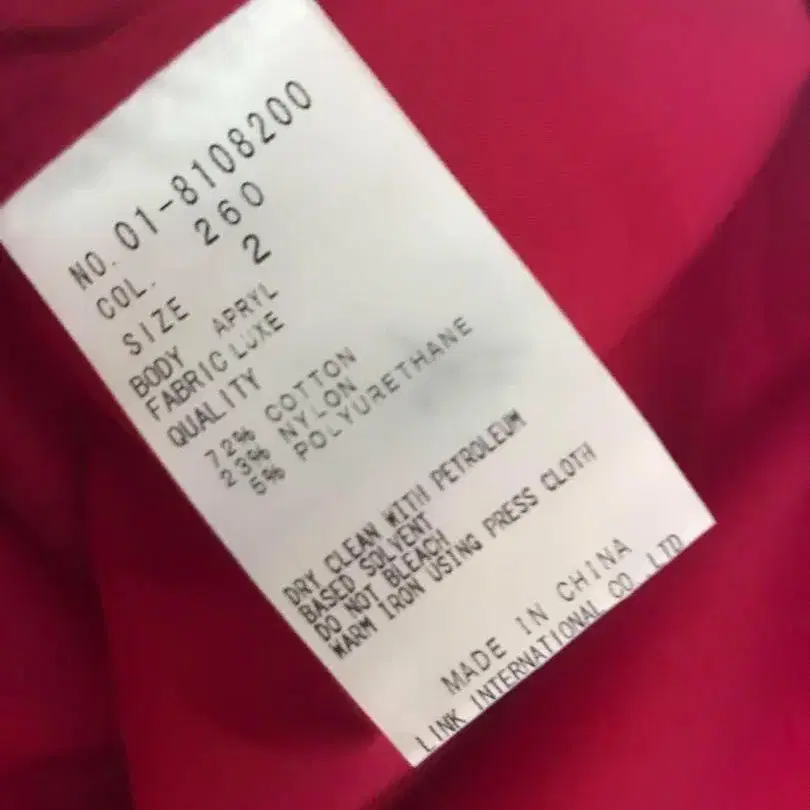 NO. 01-8108200
COL. 260
SIZE 2
BODY APRYL
FABRIC LUXE
QUALITY
72% COTTON
23% NYLON
5% POLYURETHANE
DRY CLEAN WITH PETROLEUM
BASED SOLVENT
DO NOT BLEACH
WARM IRON USING PRESS CLOTH
MADE IN CHINA
LINK INTERNATIONAL CO. LTD